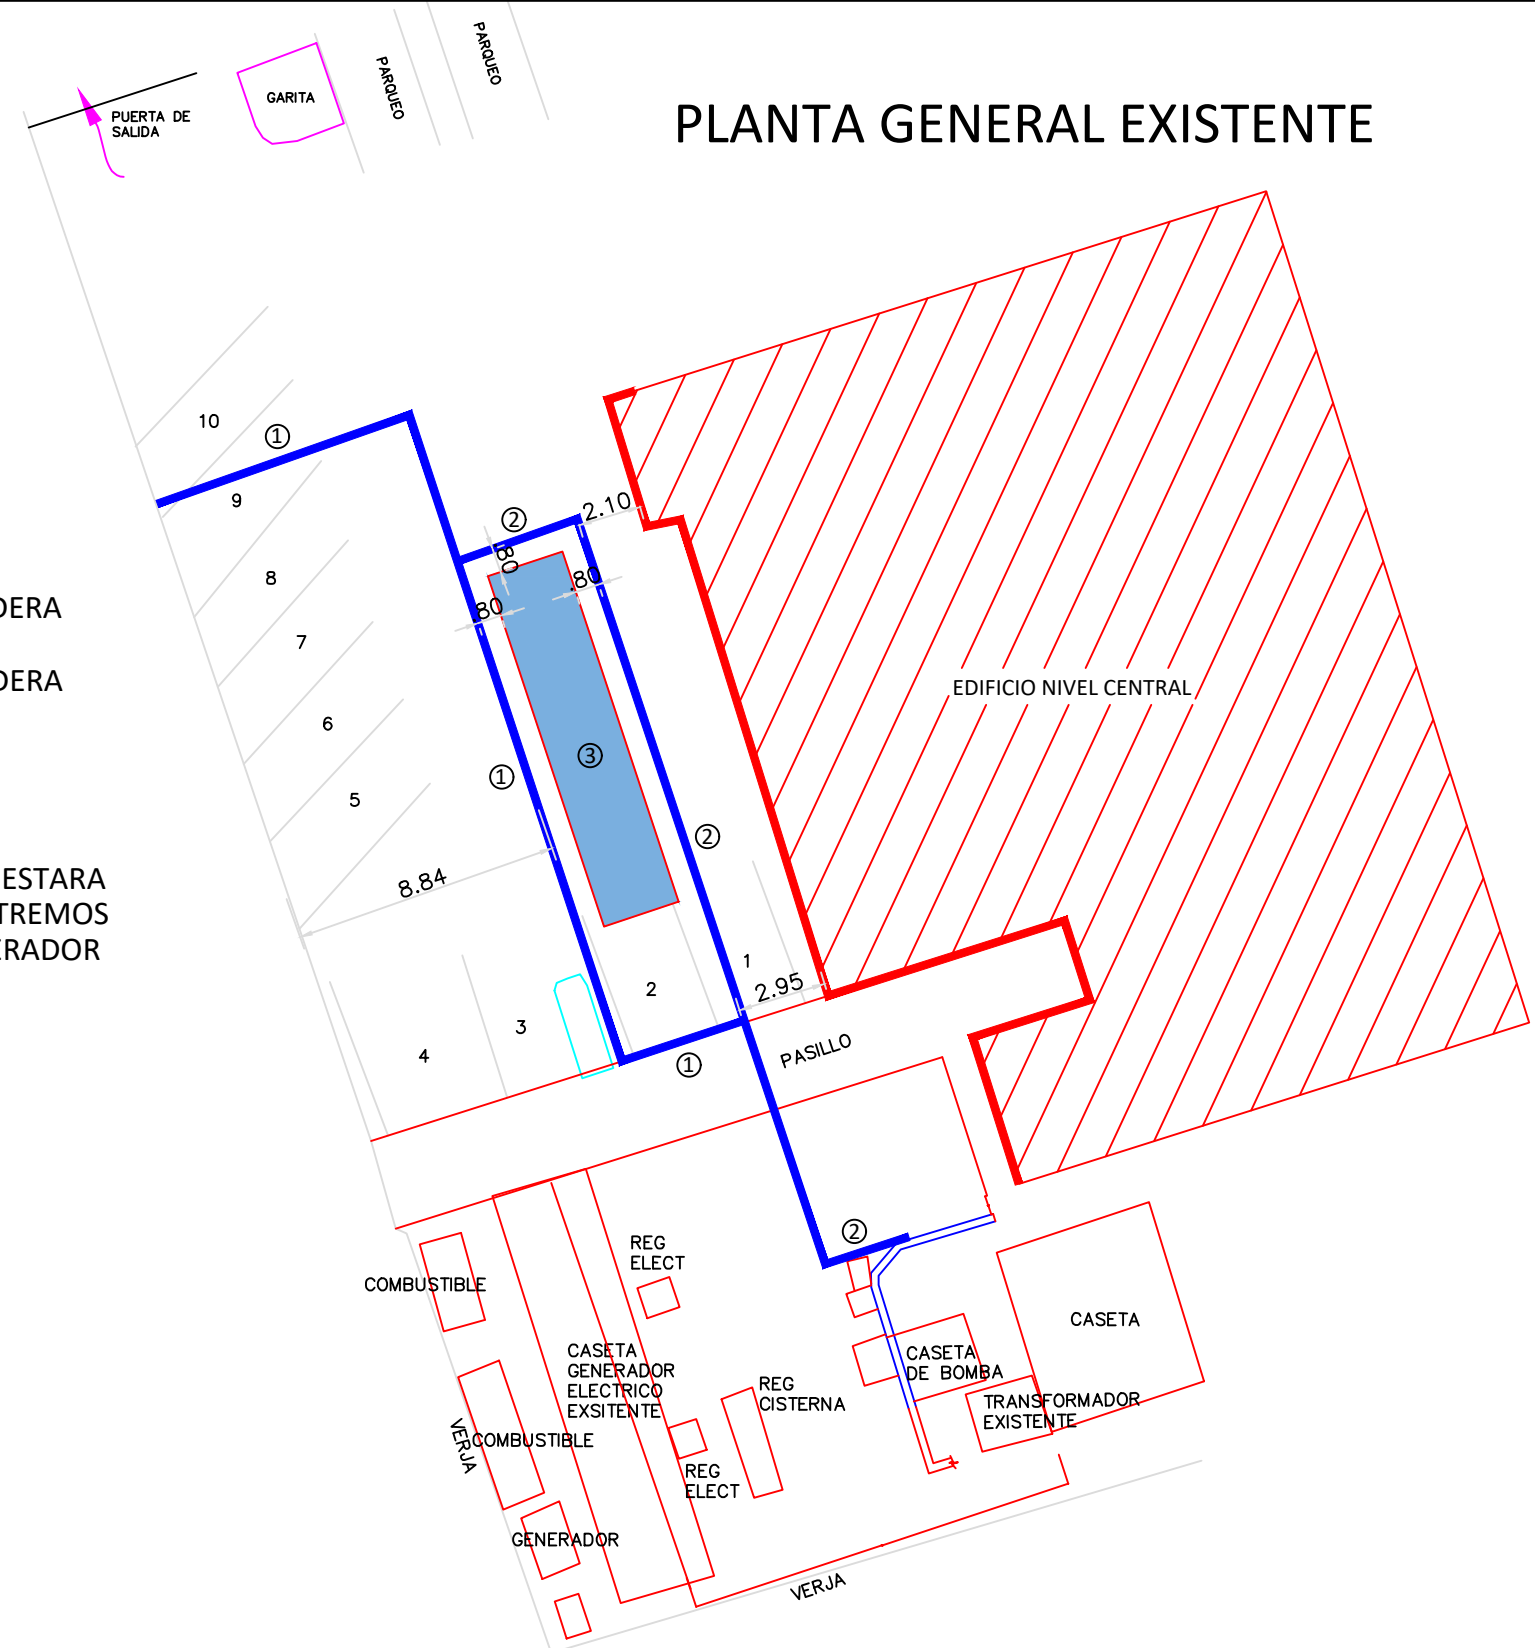 PARQUEO
PARQUEO
GARITA
PUERTA DE
SALIDA
PLANTA GENERAL EXISTENTE
10
①
9
②
2.10
80
.80
80
8
7
6
5
DERA
DERA
EDIFICIO NIVEL CENTRAL
③
①
②
8.84
ESTARA
TREMOS
ERADOR
1
2
2.95
3
4
①
PASILLO
②
REG
ELECT
COMBUSTIBLE
CASETA
CASETA
GENERADOR
ELECTRICO
EXSITENTE
CASETA
DE BOMBA
REG
CISTERNA
TRANSFORMADOR
EXISTENTE
VERJA
COMBUSTIBLE
REG
ELECT
GENERADOR
VERJA